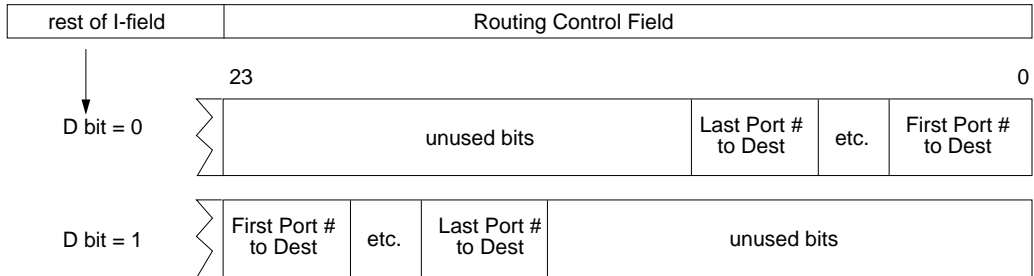 rest of I-field Routing Control Field
23 0
D bit = 0 unused bits Last Port # to Dest etc. First Port # to Dest
D bit = 1 First Port # to Dest etc. Last Port # to Dest unused bits